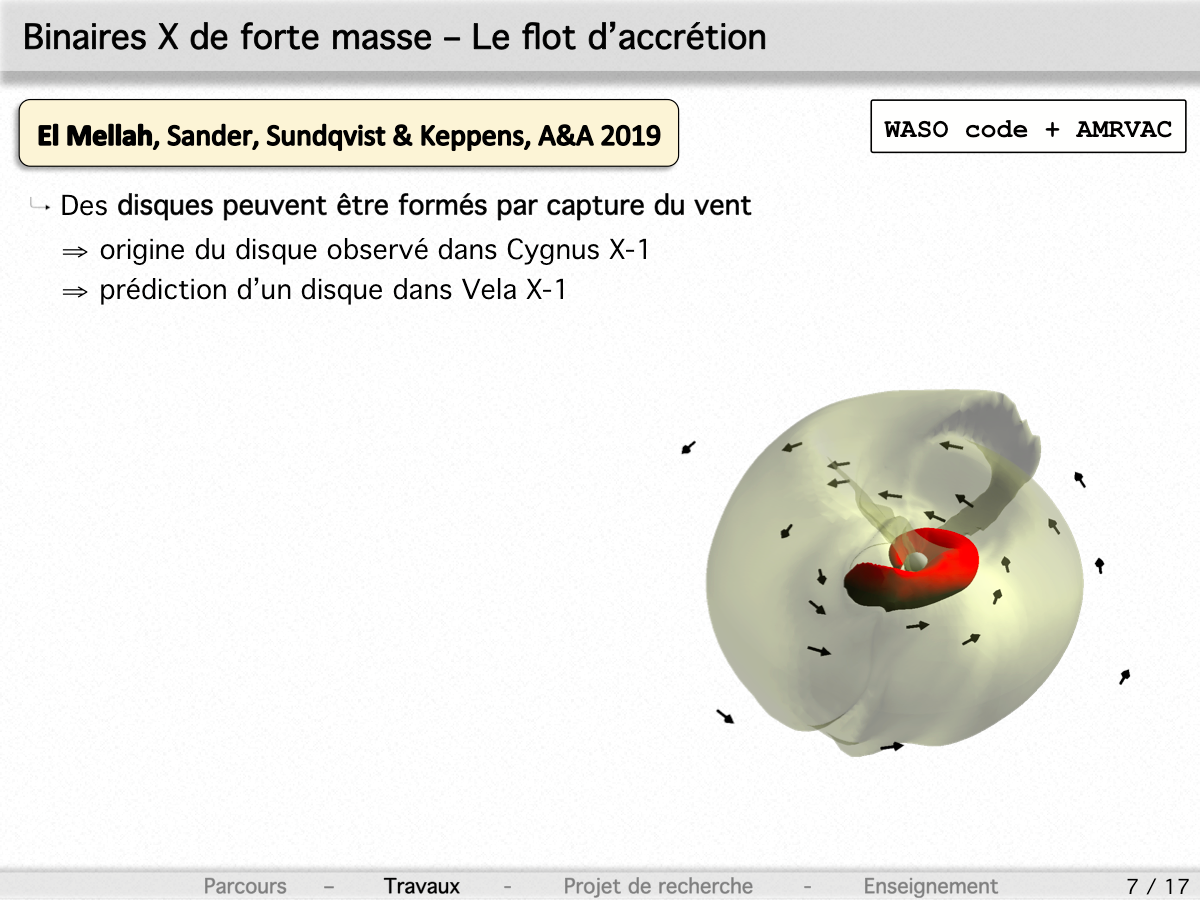 Binaires X de forte masse – Le flot d’accrétion
El Mellah, Sander, Sundqvist & Keppens, A&A 2019
WASO code + AMRVAC
Des disques peuvent être formés par capture du vent
⇒ origine du disque observé dans Cygnus X-1
⇒ prédiction d’un disque dans Vela X-1
Parcours – Travaux - Projet de recherche - Enseignement 7 / 17